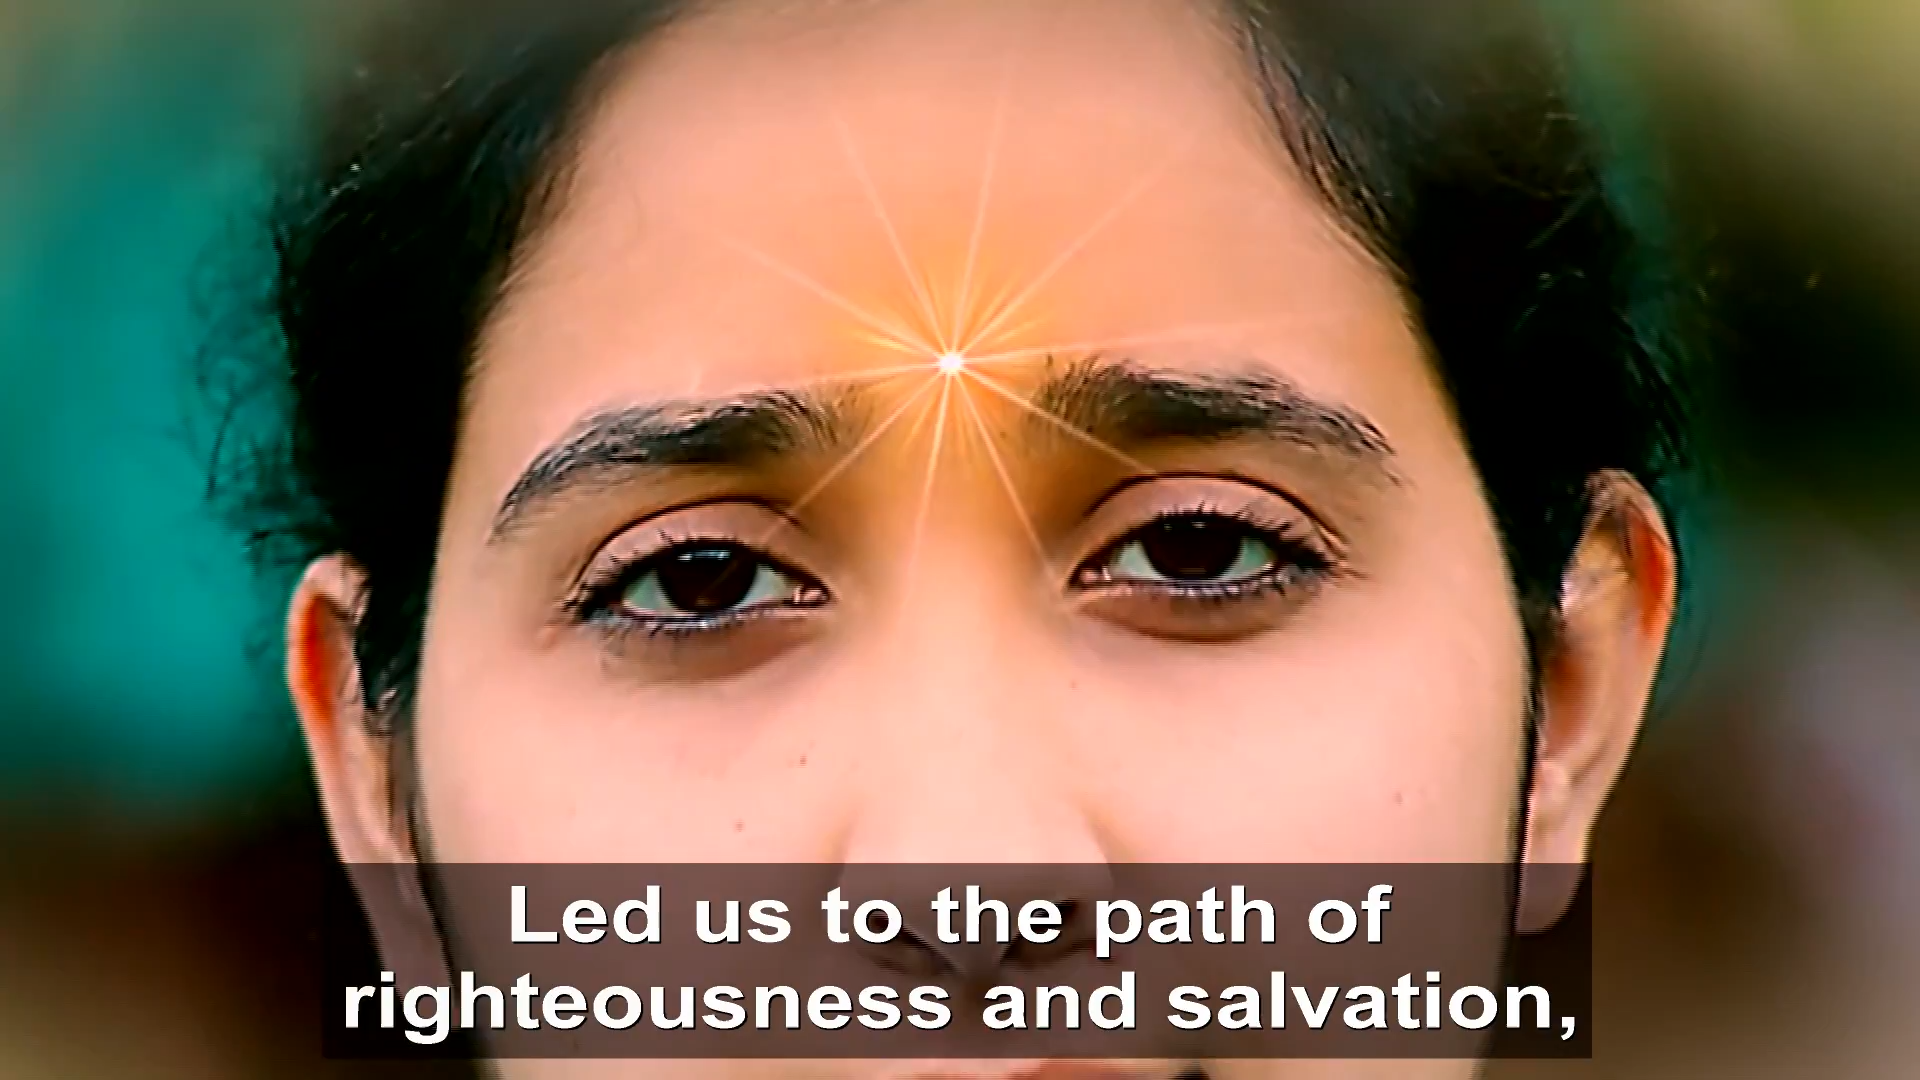 Led us to the path of
righteousness and salvation,